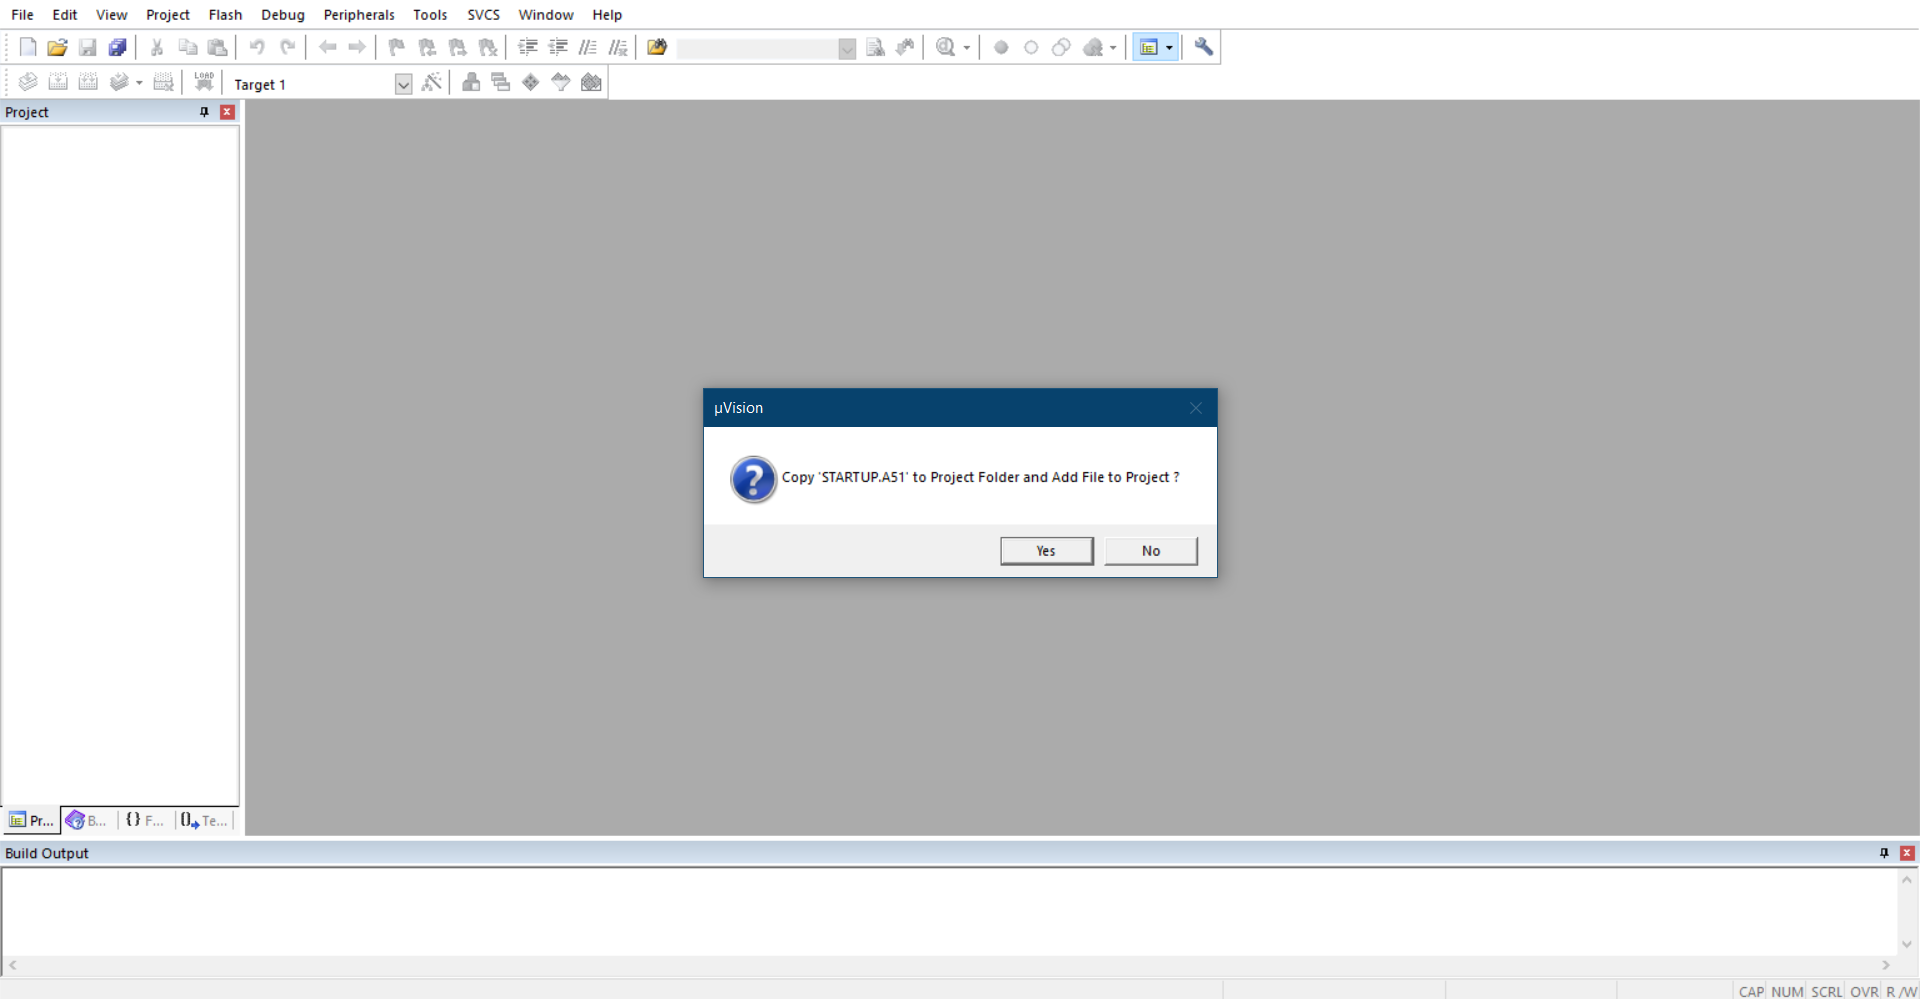 File Edit View Project Flash Debug Peripherals Tools SVCS Window Help
LOAD Target 1
Project
µVision
Copy 'STARTUP.A51' to Project Folder and Add File to Project ?
Yes No
Pr... B... {} F... {} Te...
Build Output
CAP NUM SCRL OVR R/W